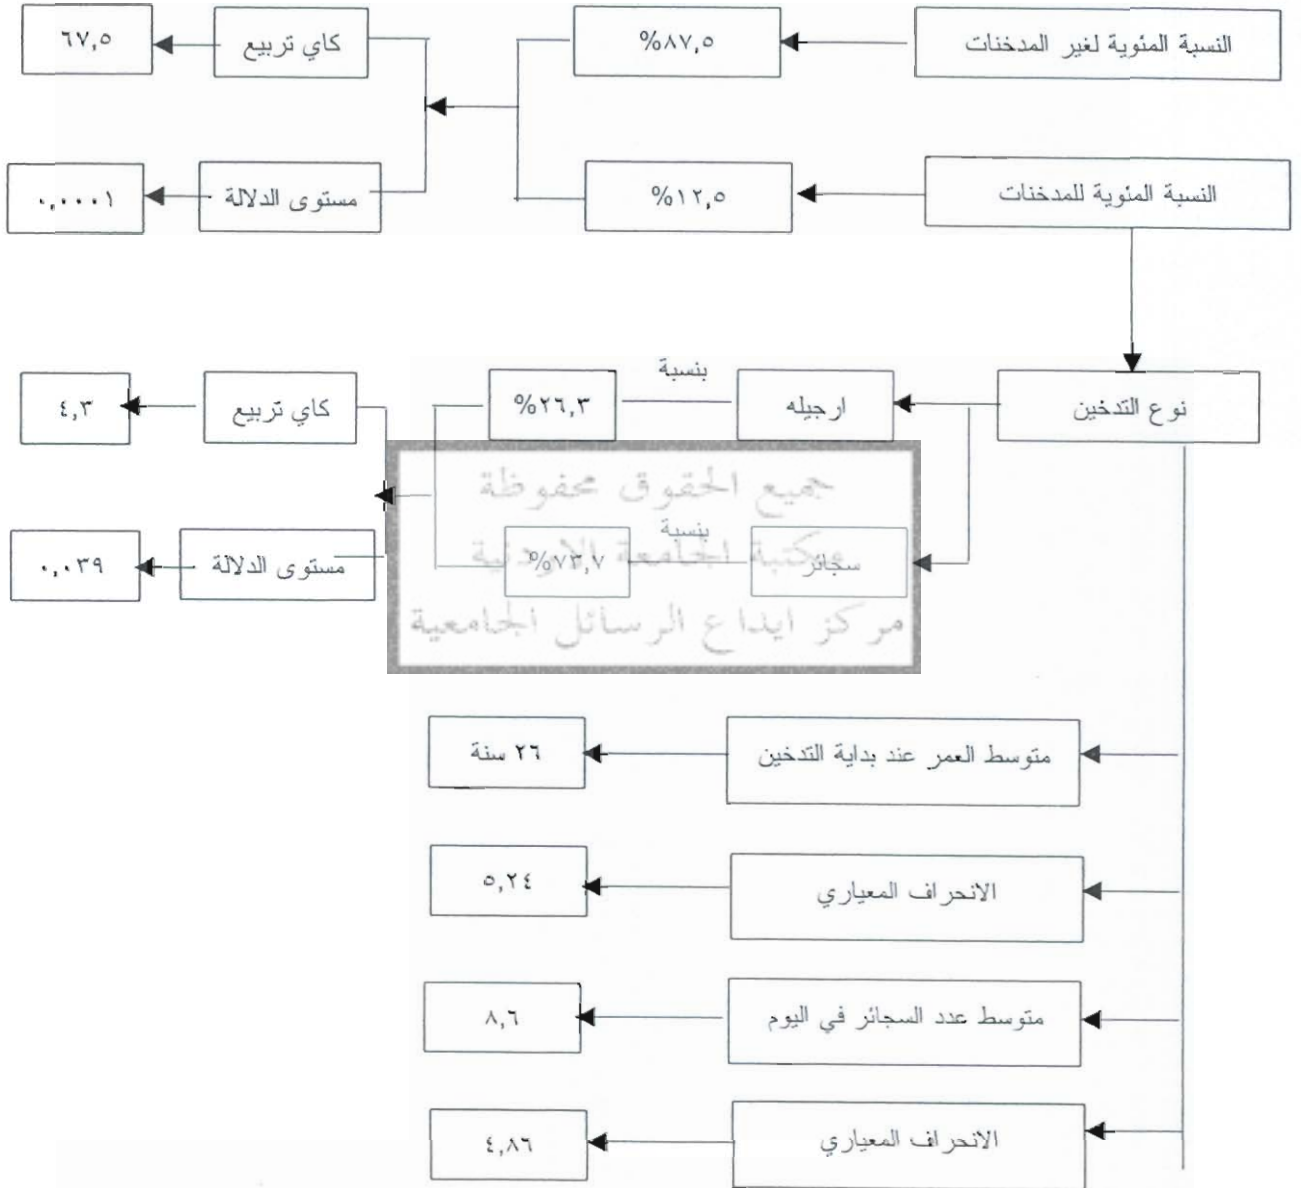 النسبة المئوية لغير المدخنات
%٨٧,٥
كاي تربيع
٦٧,٥
النسبة المئوية للمدخنات
%١٢,٥
مستوى الدلالة
٠,٠٠٠١
نوع التدخين
ارجيله
بنسبة
%٢٦,٣
كاي تربيع
٤,٣
سجائر
بنسبة
%٧٣,٧
مستوى الدلالة
٠,٠٣٩
جميع الحقوق محفوظة
مكتبة الجامعة الاردنية
مركز ايداع الرسائل الجامعية
متوسط العمر عند بداية التدخين
٢٦ سنة
الانحراف المعياري
٥,٢٤
متوسط عدد السجائر في اليوم
٨,٦
الانحراف المعياري
٤,٨٦